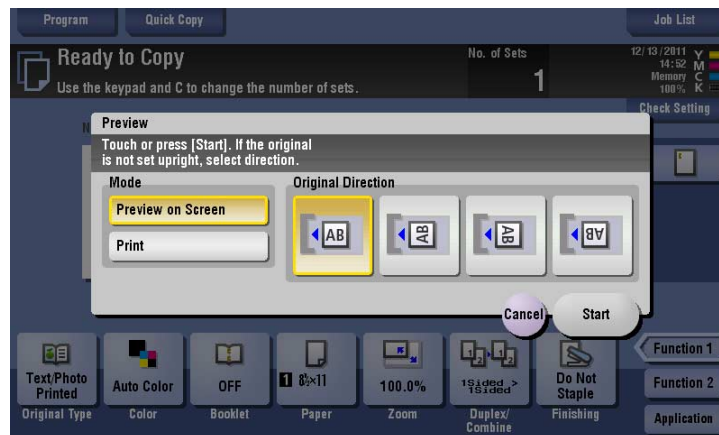 Program
Quick Copy
Job List
Ready to Copy
No. of Sets
1
12/13/2011
14:52
Memory
100%
Y
M
C
K
Use the keypad and C to change the number of sets.
Check Setting
Preview
Touch or press [Start]. If the original
is not set upright, select direction.
Mode
Original Direction
Preview on Screen
Print
AB
AB
AB
AB
Cancel
Start
Text/Photo
Printed
Auto Color
OFF
1 8½×11
100.0%
1Sided >
1Sided
Do Not
Staple
Original Type
Color
Booklet
Paper
Zoom
Duplex/
Combine
Finishing
Function 1
Function 2
Application